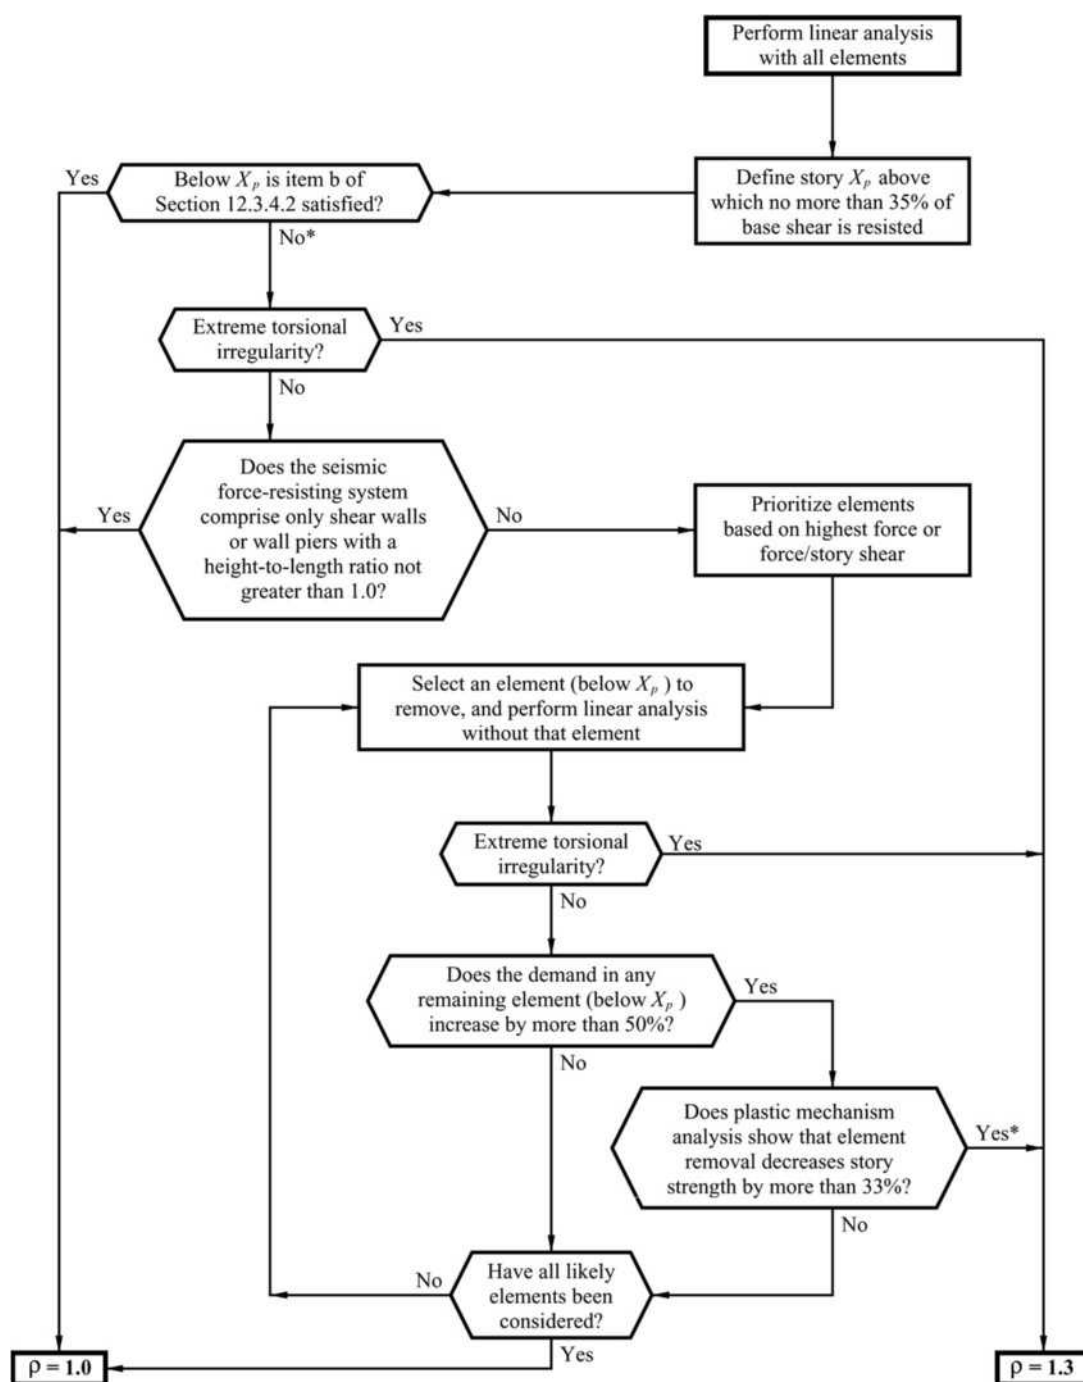 Perform linear analysis
with all elements
Define story Xp above
which no more than 35% of
base shear is resisted
Yes
Below Xp is item b of
Section 12.3.4.2 satisfied?
No*
Extreme torsional
irregularity?
Yes
No
Does the seismic
force-resisting system
comprise only shear walls
or wall piers with a
height-to-length ratio not
greater than 1.0?
Yes
No
Prioritize elements
based on highest force or
force/story shear
Select an element (below Xp ) to
remove, and perform linear analysis
without that element
Extreme torsional
irregularity?
Yes
No
Does the demand in any
remaining element (below Xp )
increase by more than 50%?
Yes
No
Does plastic mechanism
analysis show that element
removal decreases story
strength by more than 33%?
Yes*
No
Have all likely
elements been
considered?
No
Yes
ρ = 1.0
ρ = 1.3